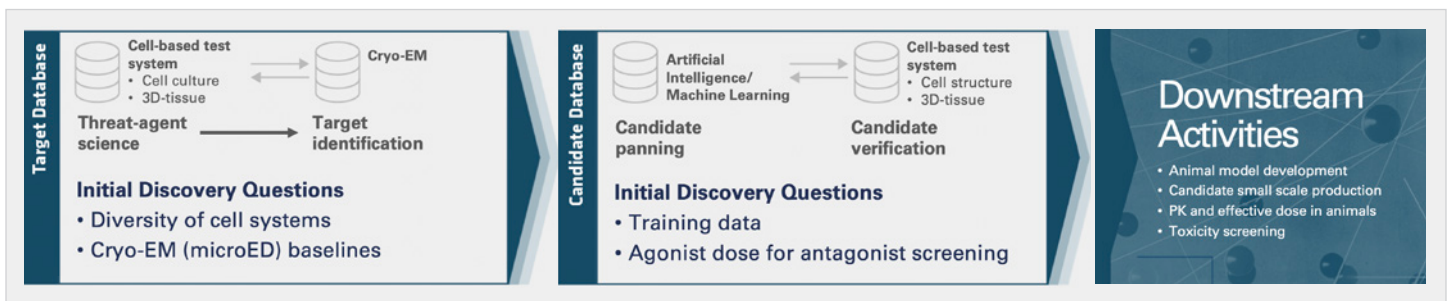 Target Database
Cell-based test
system
• Cell culture
• 3D-tissue
Cryo-EM
Threat-agent
science
Target
identification
Initial Discovery Questions
• Diversity of cell systems
• Cryo-EM (microED) baselines
Candidate Database
Artificial
Intelligence/
Machine Learning
Cell-based test
system
• Cell structure
• 3D-tissue
Candidate
panning
Candidate
verification
Initial Discovery Questions
• Training data
• Agonist dose for antagonist screening
Downstream
Activities
• Animal model development
• Candidate small scale production
• PK and effective dose in animals
• Toxicity screening